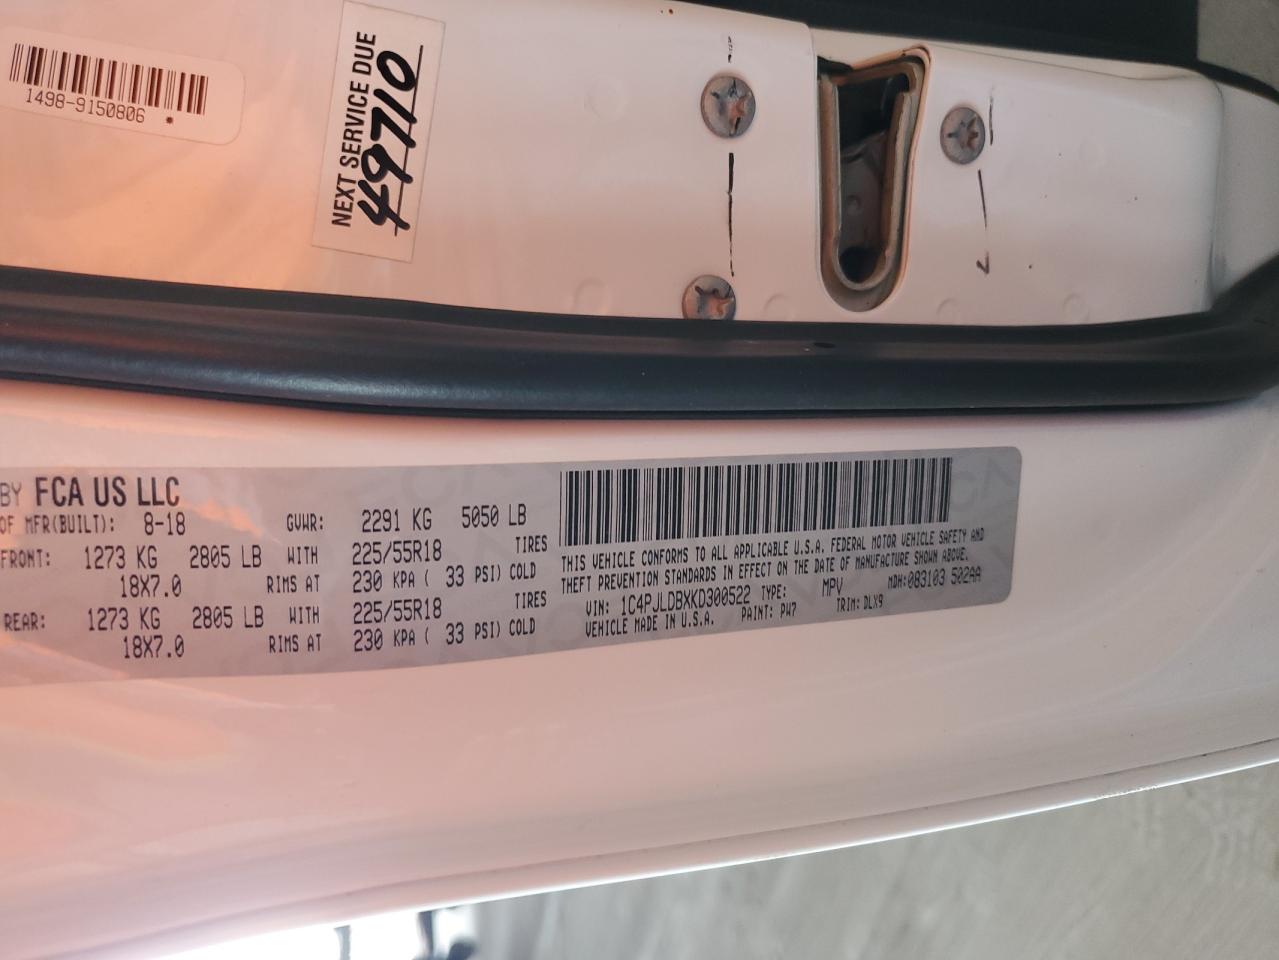 1498-9150806 *
NEXT SERVICE DUE
49710
BY FCA US LLC
OF MFR(BUILT): 8-18 GVWR: 2291 KG 5050 LB
FRONT: 1273 KG 2805 LB WITH 225/55R18 TIRES
18X7.0 RIMS AT 230 KPA ( 33 PSI) COLD
REAR: 1273 KG 2805 LB WITH 225/55R18 TIRES
18X7.0 RIMS AT 230 KPA ( 33 PSI) COLD
THIS VEHICLE CONFORMS TO ALL APPLICABLE U.S.A. FEDERAL MOTOR VEHICLE SAFETY AND
THEFT PREVENTION STANDARDS IN EFFECT ON THE DATE OF MANUFACTURE SHOWN ABOVE.
VIN: 1C4PJLDBXKD300522 TYPE: MPV MDH:083103 502AA
VEHICLE MADE IN U.S.A. PAINT: PW7 TRIM: DLX9